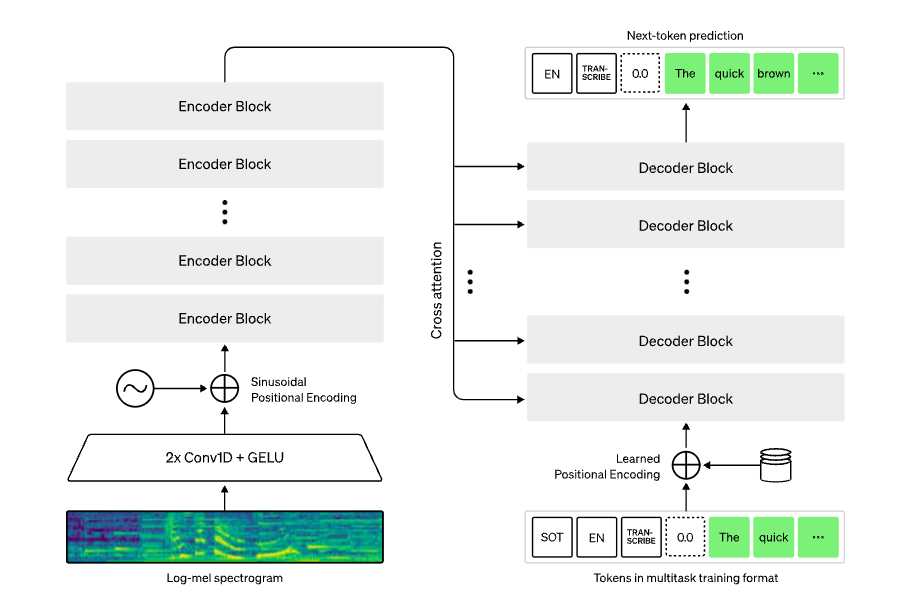 Next-token prediction
EN
TRAN-
SCRIBE
0.0
The
quick
brown
...
Encoder Block
Encoder Block
Encoder Block
Encoder Block
Sinusoidal
Positional Encoding
2x Conv1D + GELU
Log-mel spectrogram
Cross attention
Decoder Block
Decoder Block
Decoder Block
Decoder Block
Learned
Positional Encoding
SOT
EN
TRAN-
SCRIBE
0.0
The
quick
...
Tokens in multitask training format